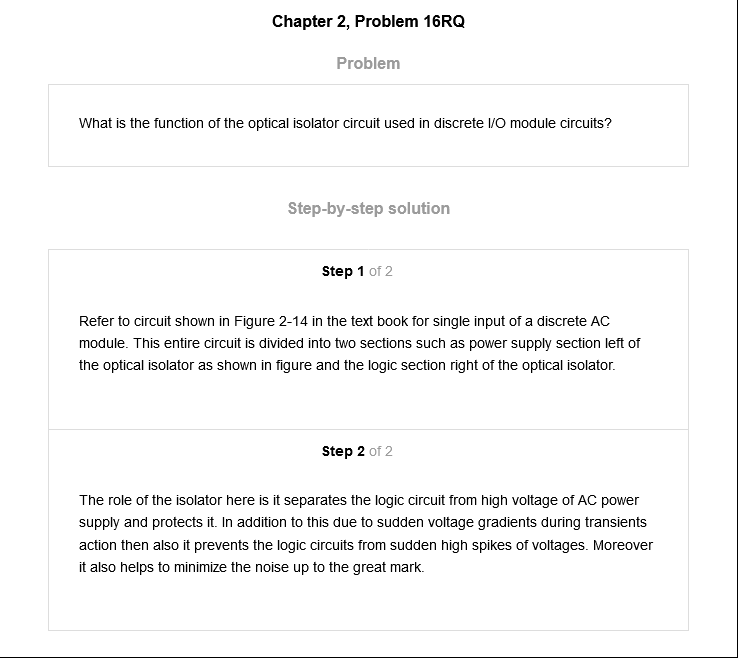 Chapter 2, Problem 16RQ
Problem
What is the function of the optical isolator circuit used in discrete I/O module circuits?
Step-by-step solution
Step 1 of 2
Refer to circuit shown in Figure 2-14 in the text book for single input of a discrete AC
module. This entire circuit is divided into two sections such as power supply section left of
the optical isolator as shown in figure and the logic section right of the optical isolator.
Step 2 of 2
The role of the isolator here is it separates the logic circuit from high voltage of AC power
supply and protects it. In addition to this due to sudden voltage gradients during transients
action then also it prevents the logic circuits from sudden high spikes of voltages. Moreover
it also helps to minimize the noise up to the great mark.